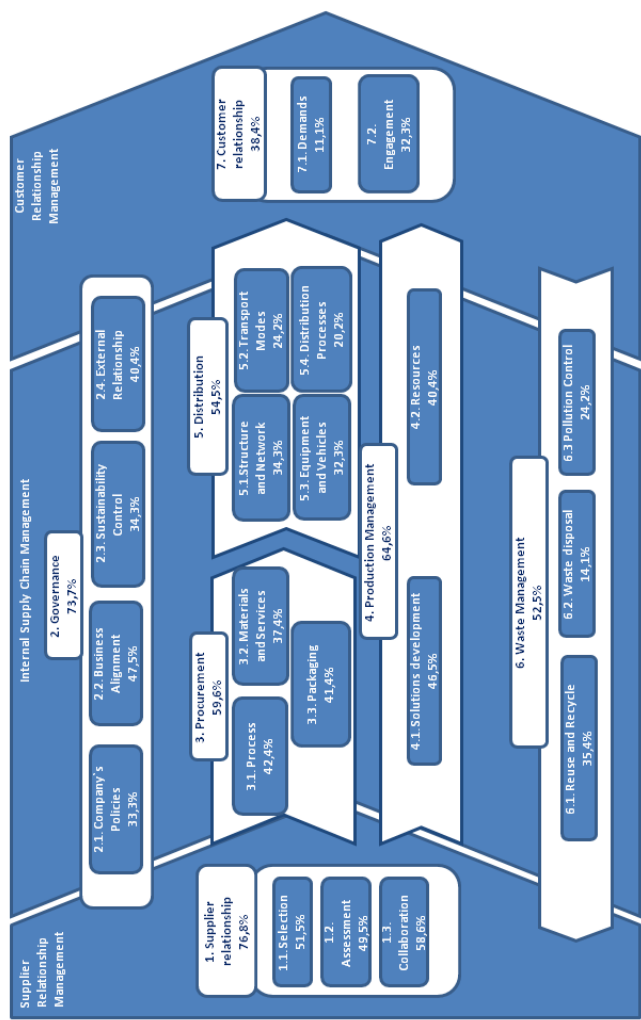 Supplier
Relationship
Management
Internal Supply Chain Management
Customer
Relationship
Management
1. Supplier
relationship
76,8%
1.1. Selection
51,5%
1.2.
Assessment
49,5%
1.3.
Collaboration
58,6%
2. Governance
73,7%
2.1. Company`s
Policies
33,3%
2.2. Business
Alignment
47,5%
2.3. Sustainability
Control
34,3%
2.4. External
Relationship
40,4%
3. Procurement
59,6%
3.1. Process
42,4%
3.2. Materials
and Services
37,4%
3.3. Packaging
41,4%
5. Distribution
54,5%
5.1.Structure
and Network
34,3%
5.2. Transport
Modes
24,2%
5.3. Equipment
and Vehicles
32,3%
5.4. Distribution
Processes
20,2%
4. Production Management
64,6%
4.1. Solutions development
46,5%
4.2. Resources
40,4%
6. Waste Management
52,5%
6.1. Reuse and Recycle
35,4%
6.2. Waste disposal
14,1%
6.3 Pollution Control
24,2%
7. Customer
relationship
38,4%
7.1. Demands
11,1%
7.2.
Engagement
32,3%